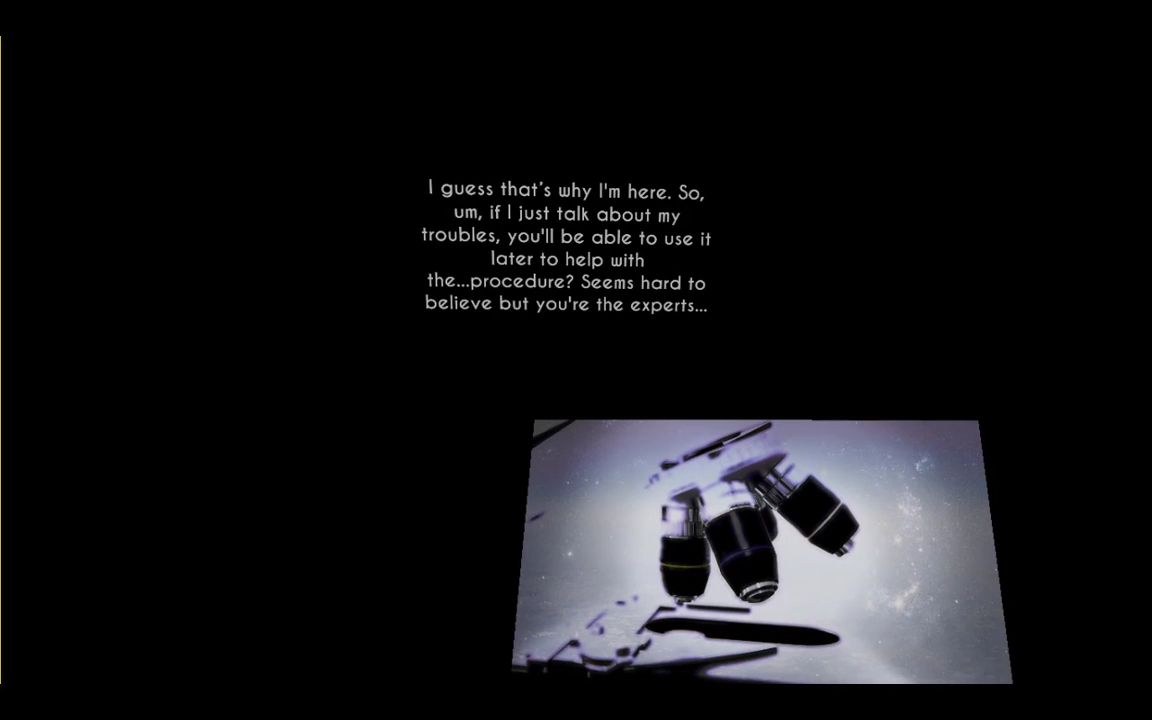 I guess that's why I'm here. So,
um, if I just talk about my
troubles, you'll be able to use it
later to help with
the...procedure? Seems hard to
believe but you're the experts...